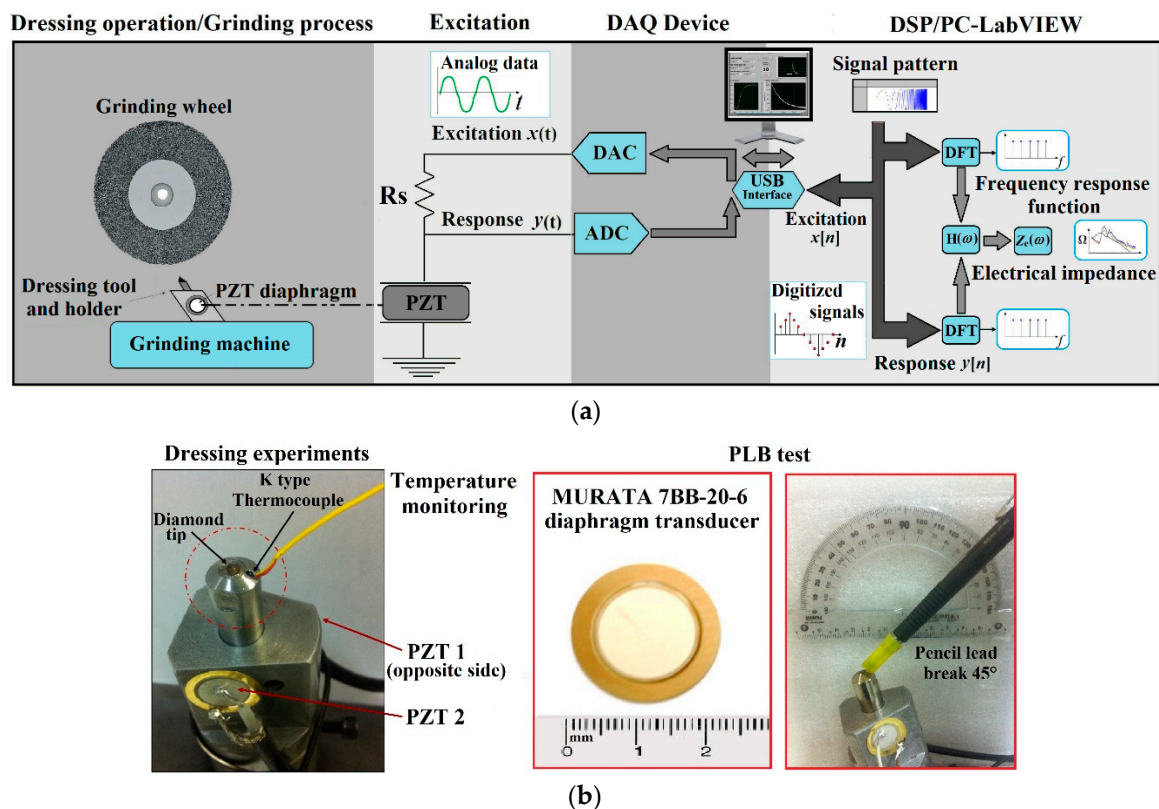 Dressing operation/Grinding process
Excitation
DAQ Device
DSP/PC-LabVIEW
Grinding wheel
Analog data
t
Excitation x(t)
Rs
Response y(t)
DAC
ADC
USB
Interface
Signal pattern
Excitation
x[n]
DFT
f
Frequency response
function
H(ω)
Zₑ(ω)
Ω
Electrical impedance
Dressing tool
and holder
PZT diaphragm
PZT
Grinding machine
Digitized
signals
n
DFT
f
Response y[n]
(a)
Dressing experiments
PLB test
K type
Thermocouple
Temperature
monitoring
Diamond
tip
PZT 1
(opposite side)
PZT 2
MURATA 7BB-20-6
diaphragm transducer
mm
0 1 2
90
Pencil lead
break 45°
(b)